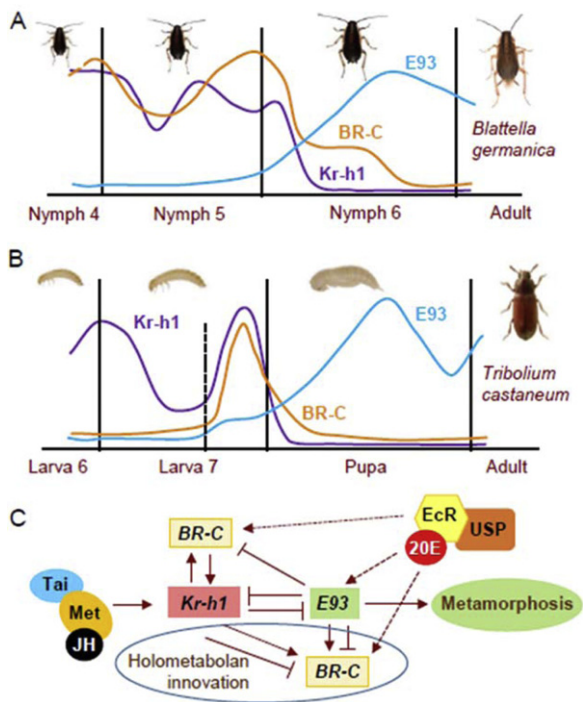 A
E93
BR-C
Kr-h1
Blattella
germanica
Nymph 4
Nymph 5
Nymph 6
Adult
B
Kr-h1
E93
BR-C
Tribolium
castaneum
Larva 6
Larva 7
Pupa
Adult
C
BR-C
EcR
USP
20E
Tai
Met
JH
Kr-h1
E93
Metamorphosis
Holometabolan
innovation
BR-C